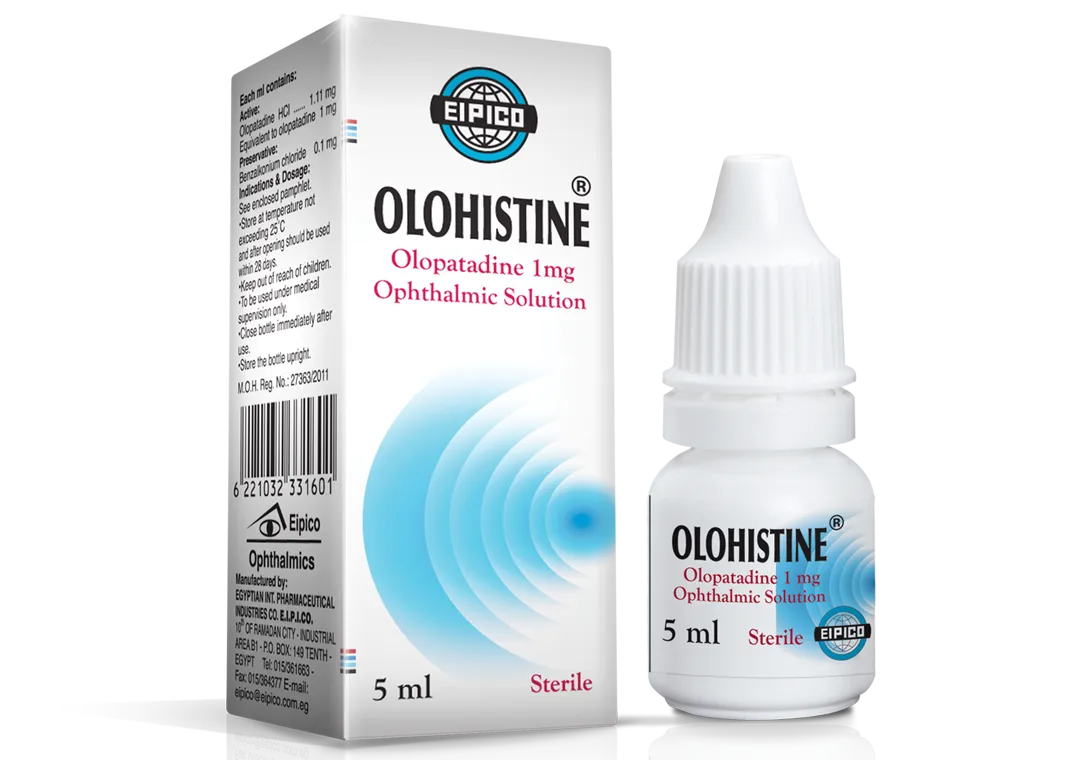 Each ml contains:
Active:
Olopatadine HCl ...... 1.11 mg
Equivalent to olopatadine 1 mg
Preservative:
Benzalkonium chloride 0.1 mg
Indications & Dosage:
See enclosed pamphlet.
•Store at temperature not
exceeding 25°C
and after opening should be used
within 28 days.
•Keep out of reach of children.
•To be used under medical
supervision only.
•Close bottle immediately after
use.
•Store the bottle upright.
M.O.H. Reg. No.: 27363/2011
6 221032 331601
Eipico
Ophthalmics
Manufactured by:
EGYPTIAN INT. PHARMACEUTICAL
INDUSTRIES CO. E.I.P.I.CO.
10th OF RAMADAN CITY - INDUSTRIAL
AREA B1 - P.O. BOX: 149 TENTH -
EGYPT Tel: 015/361663 -
Fax: 015/364377 E-mail:
eipico@eipico.com.eg
EIPICO
OLOHISTINE®
Olopatadine 1mg
Ophthalmic Solution
5 ml Sterile
OLOHISTINE®
Olopatadine 1 mg
Ophthalmic Solution
5 ml Sterile EIPICO